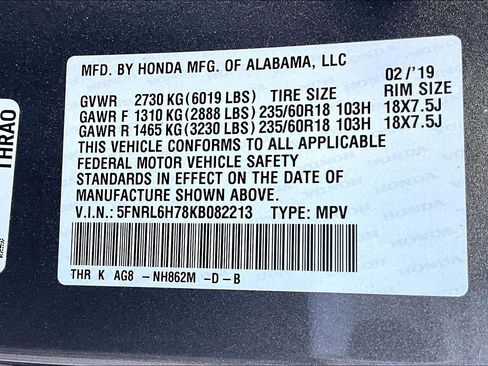 MFD. BY HONDA MFG. OF ALABAMA, LLC
02/'19
GVWR 2730 KG (6019 LBS) TIRE SIZE RIM SIZE
GAWR F 1310 KG (2888 LBS) 235/60R18 103H 18X7.5J
GAWR R 1465 KG (3230 LBS) 235/60R18 103H 18X7.5J
THIS VEHICLE CONFORMS TO ALL APPLICABLE
FEDERAL MOTOR VEHICLE SAFETY
STANDARDS IN EFFECT ON THE DATE OF
MANUFACTURE SHOWN ABOVE.
V.I.N.: 5FNRL6H78KB082213 TYPE: MPV
THR K AG8 -NH862M -D-B
THRA0